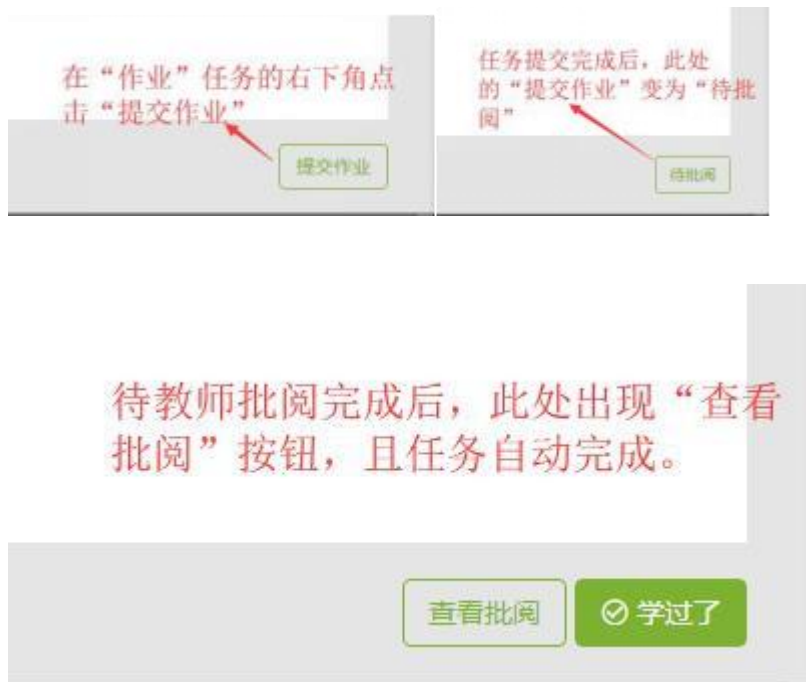 在“作业”任务的右下角点
击“提交作业”
提交作业
任务提交完成后，此处
的“提交作业”变为“待批
阅”
待批阅
待教师批阅完成后，此处出现“查看
批阅”按钮，且任务自动完成。
查看批阅
学过了